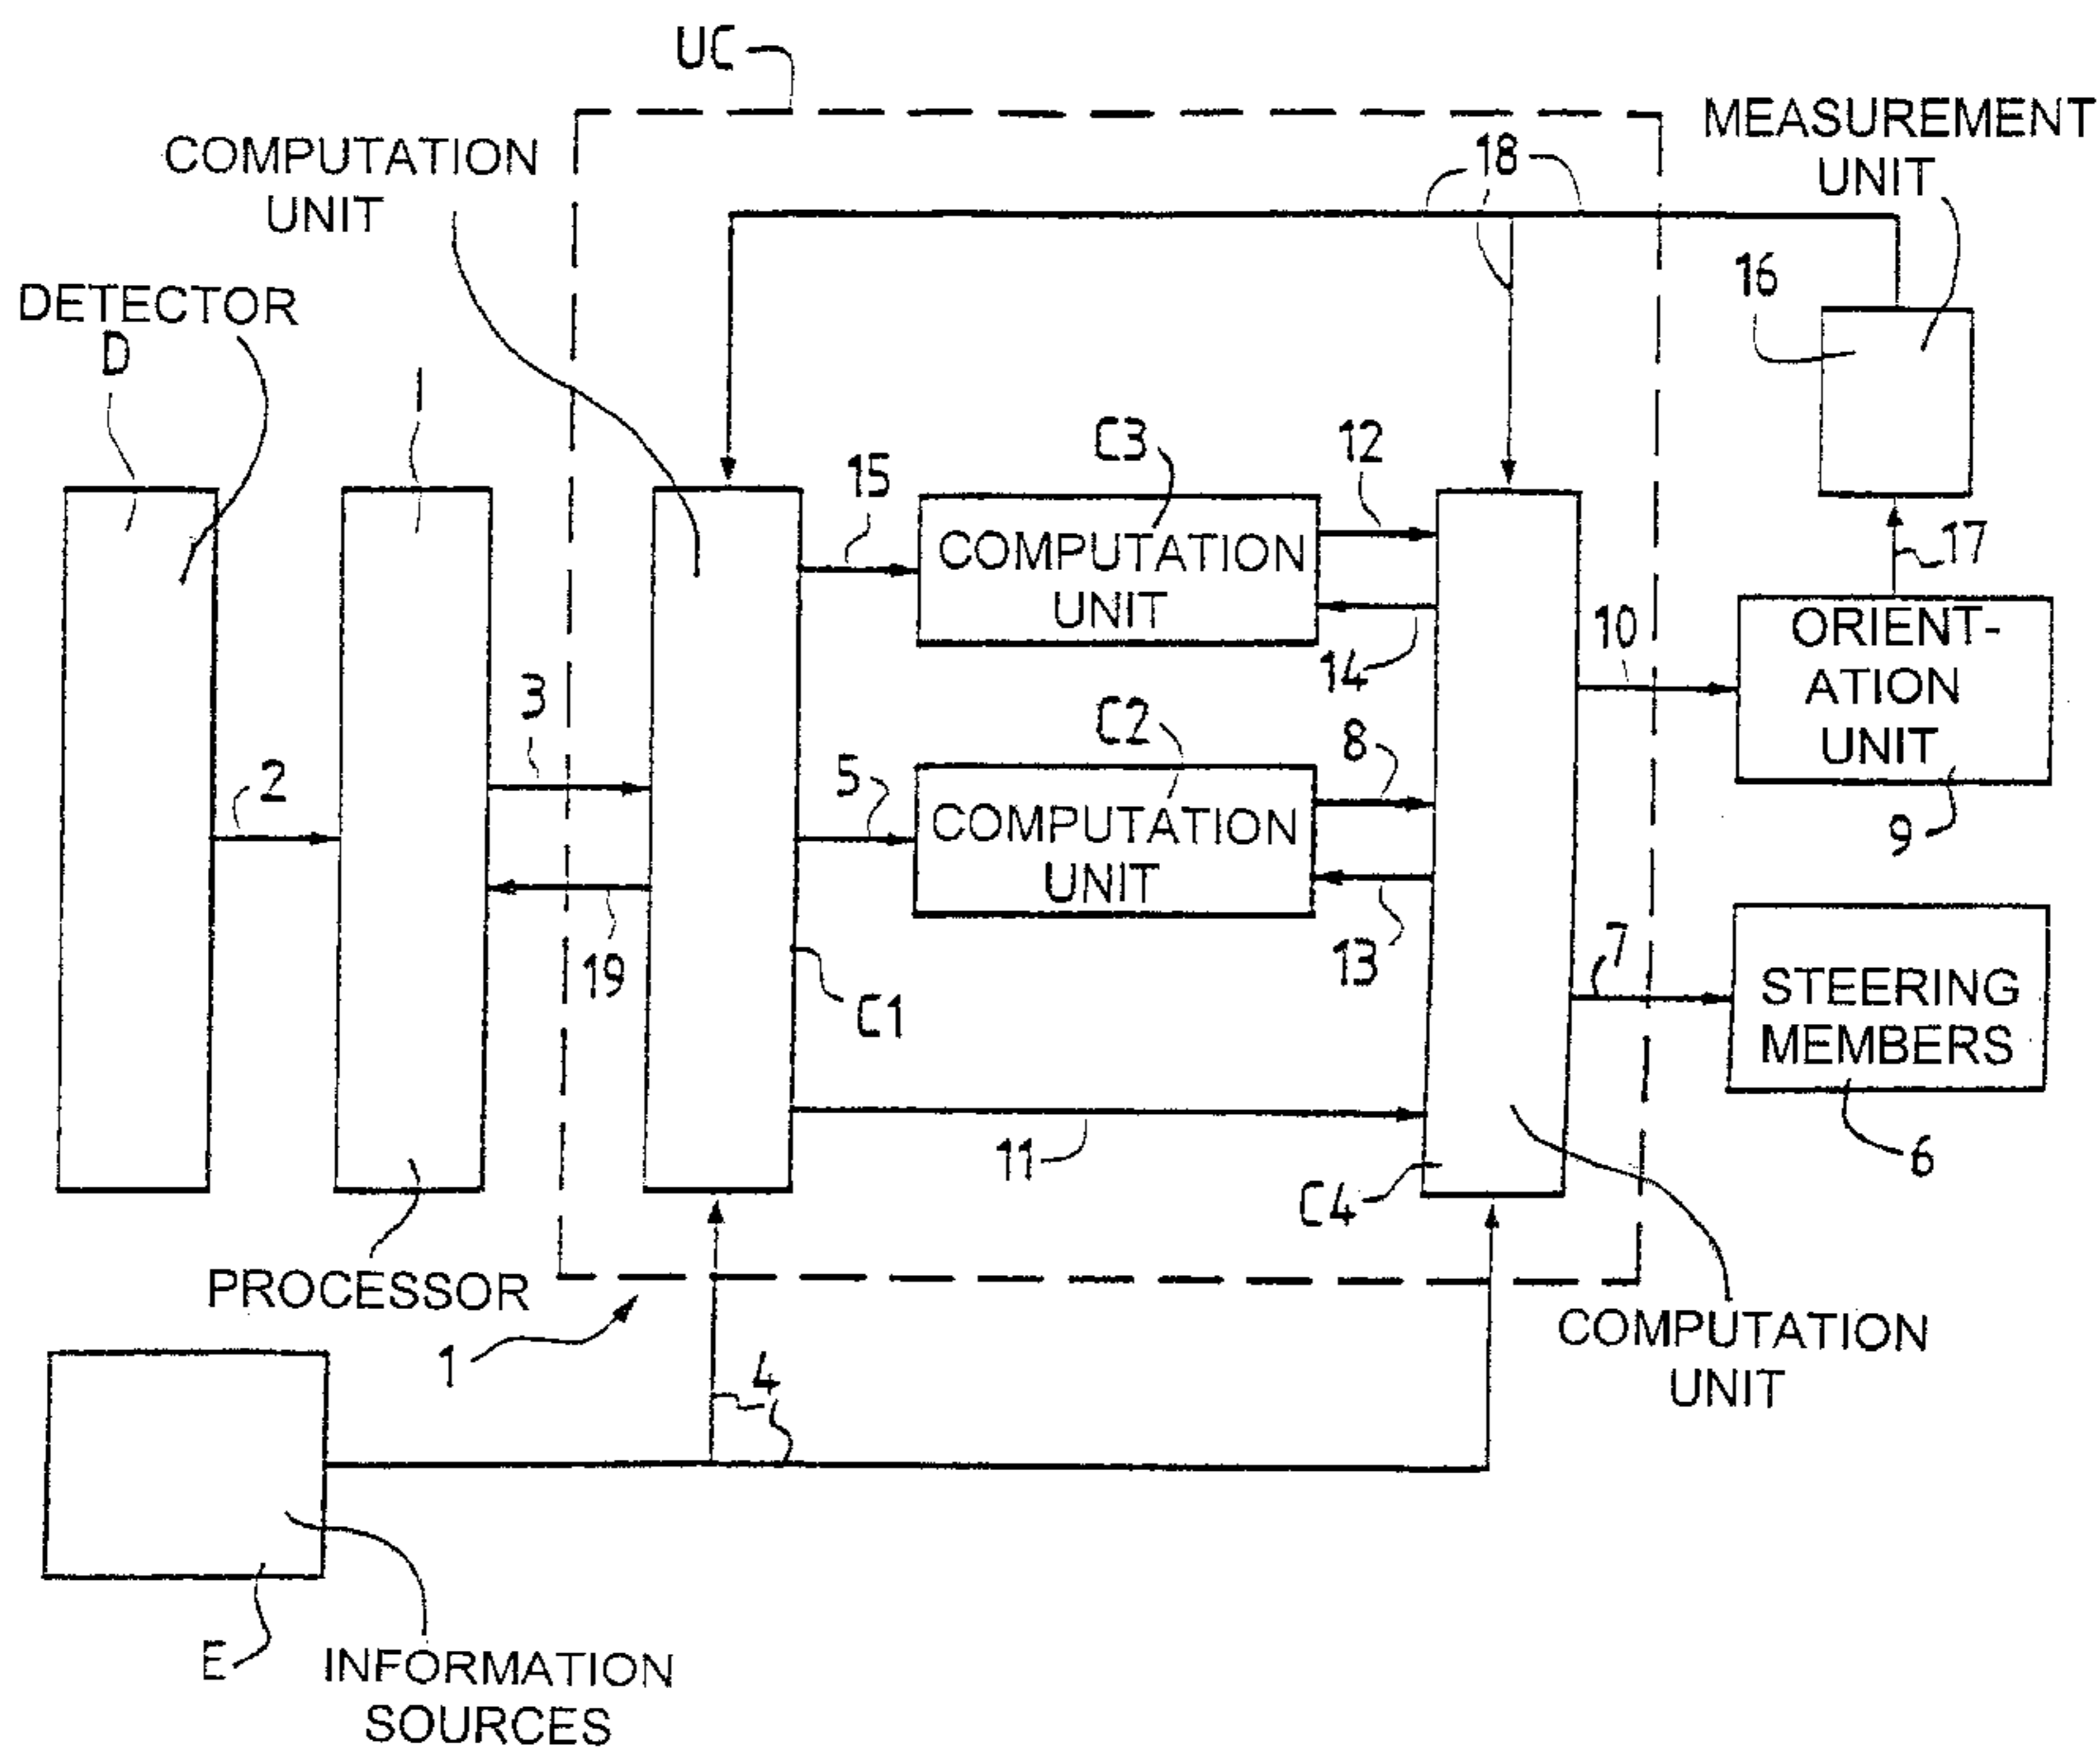 UC
COMPUTATION
UNIT
MEASUREMENT
UNIT
18
16
DETECTOR
D
C3
12
15
COMPUTATION
UNIT
17
14
10
ORIENT-
ATION
UNIT
9
3
C2
8
2
5
COMPUTATION
UNIT
13
19
C1
7
STEERING
MEMBERS
6
11
C4
PROCESSOR
1
COMPUTATION
UNIT
4
E
INFORMATION
SOURCES